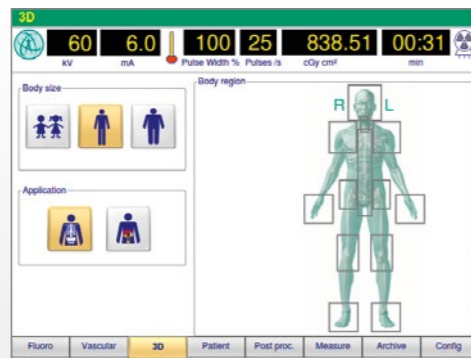 3D
60 6.0 100 25 838.51 00:31
kV mA Pulse Width % Pulses /s cGy cm² min
Body size
Body region
R L
Application
Fluoro Vascular 3D Patient Post proc. Measure Archive Config